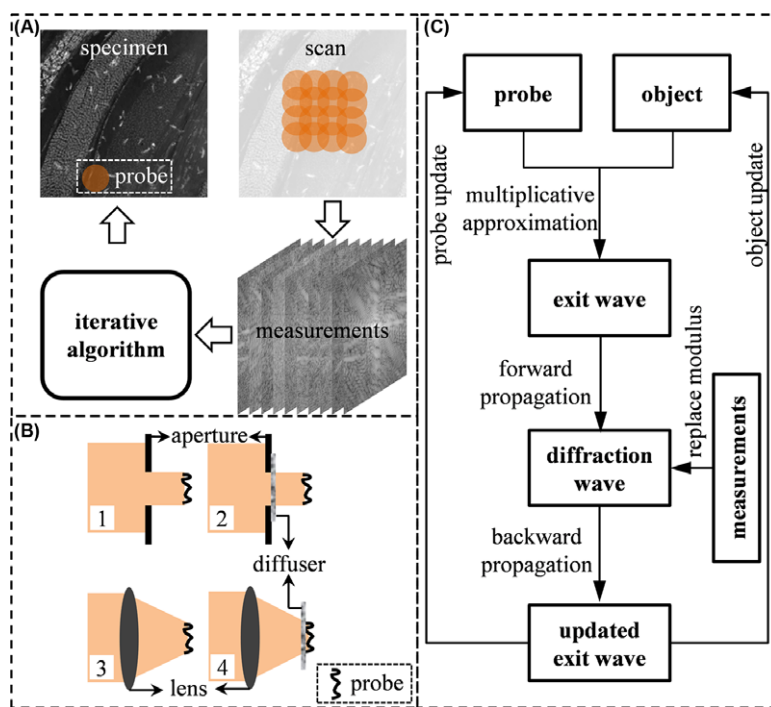 (A)
specimen
scan
probe
iterative
algorithm
measurements
(B)
aperture
1
2
diffuser
3
4
lens
probe
(C)
probe
object
probe update
object update
multiplicative
approximation
exit wave
forward
propagation
replace modulus
measurements
diffraction
wave
backward
propagation
updated
exit wave